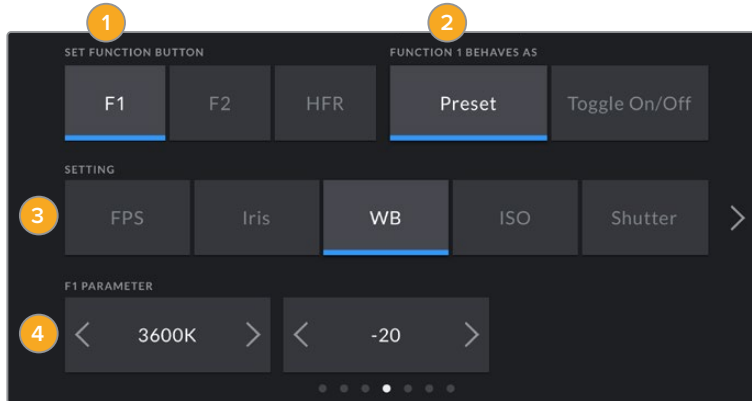 1 2
SET FUNCTION BUTTON FUNCTION 1 BEHAVES AS
F1 F2 HFR Preset Toggle On/Off
SETTING
3 FPS Iris WB ISO Shutter
F1 PARAMETER
4 3600K -20